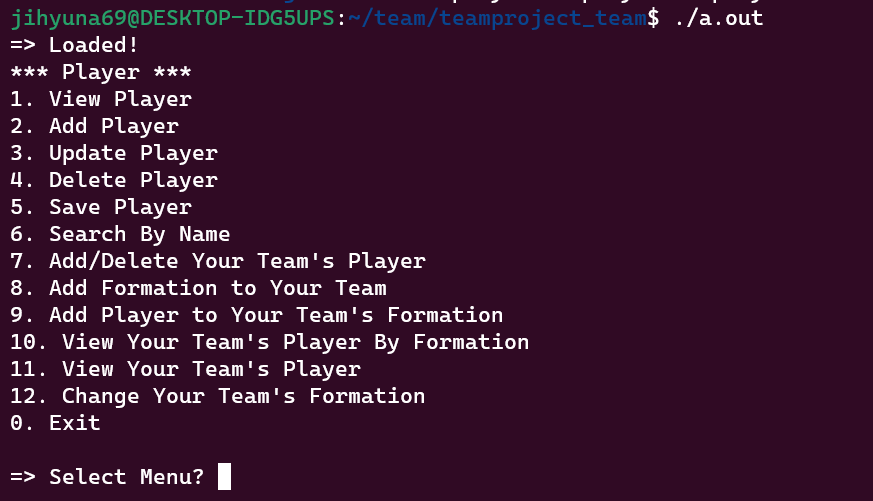 jihyuna69@DESKTOP-IDG5UPS:~/team/teamproject_team$ ./a.out
=> Loaded!
*** Player ***
1. View Player
2. Add Player
3. Update Player
4. Delete Player
5. Save Player
6. Search By Name
7. Add/Delete Your Team's Player
8. Add Formation to Your Team
9. Add Player to Your Team's Formation
10. View Your Team's Player By Formation
11. View Your Team's Player
12. Change Your Team's Formation
0. Exit
=> Select Menu?